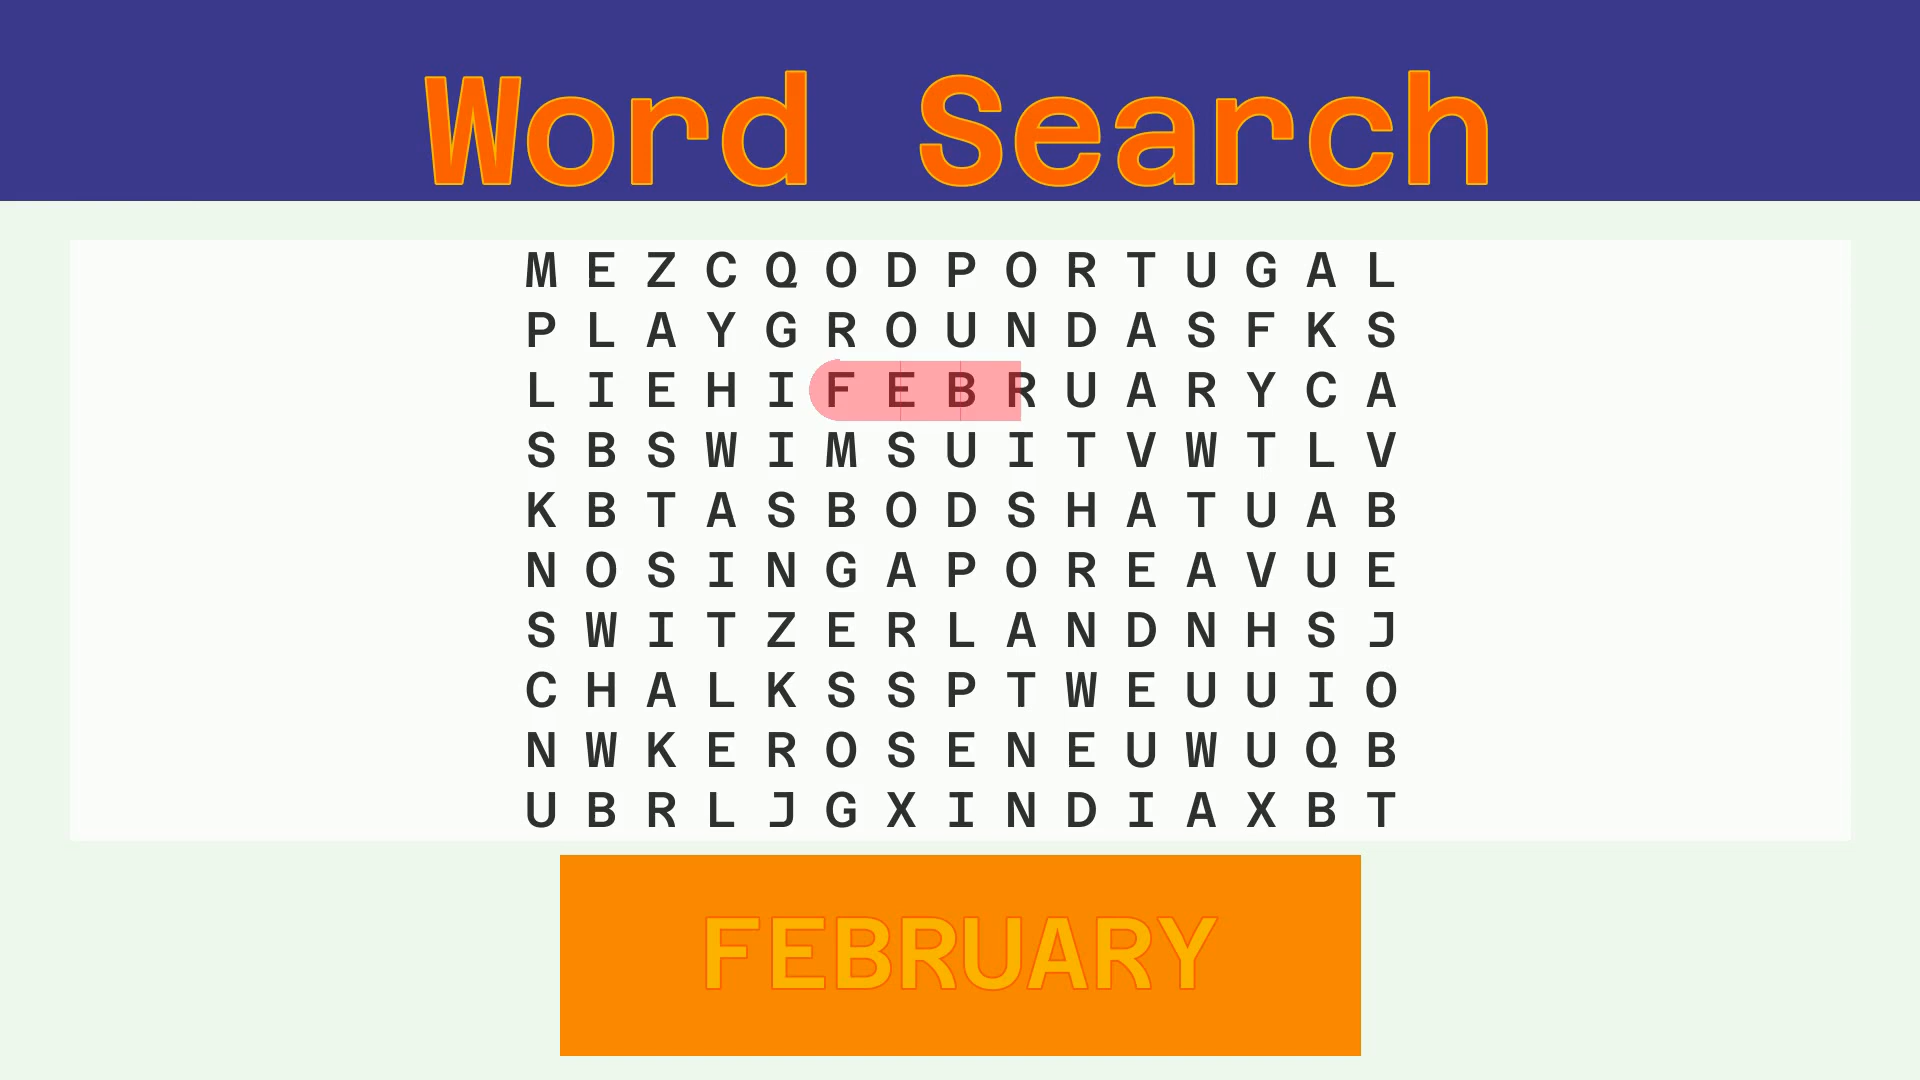 Word Search
M E Z C Q O D P O R T U G A L
P L A Y G R O U N D A S F K S
L I E H I F E B R U A R Y C A
S B S W I M S U I T V W T L V
K B T A S B O D S H A T U A B
N O S I N G A P O R E A V U E
S W I T Z E R L A N D N H S J
C H A L K S S P T W E U U I O
N W K E R O S E N E U W U Q B
U B R L J G X I N D I A X B T
FEBRUARY